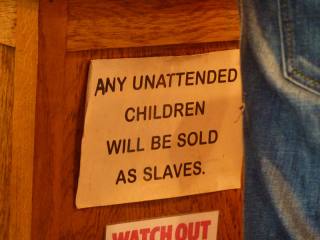 ANY UNATTENDED
CHILDREN
WILL BE SOLD
AS SLAVES.
WATCH OUT